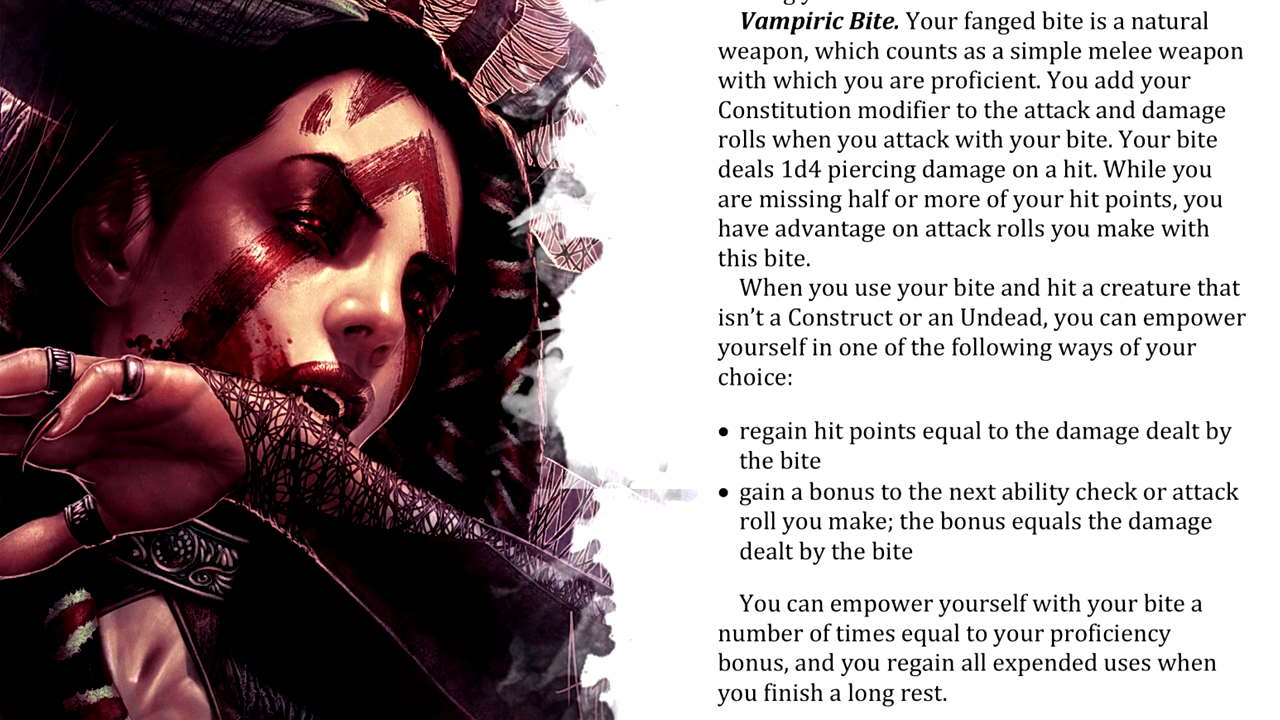 Vampiric Bite. Your fanged bite is a natural
weapon, which counts as a simple melee weapon
with which you are proficient. You add your
Constitution modifier to the attack and damage
rolls when you attack with your bite. Your bite
deals 1d4 piercing damage on a hit. While you
are missing half or more of your hit points, you
have advantage on attack rolls you make with
this bite.
When you use your bite and hit a creature that
isn’t a Construct or an Undead, you can empower
yourself in one of the following ways of your
choice:
• regain hit points equal to the damage dealt by
the bite
• gain a bonus to the next ability check or attack
roll you make; the bonus equals the damage
dealt by the bite
You can empower yourself with your bite a
number of times equal to your proficiency
bonus, and you regain all expended uses when
you finish a long rest.